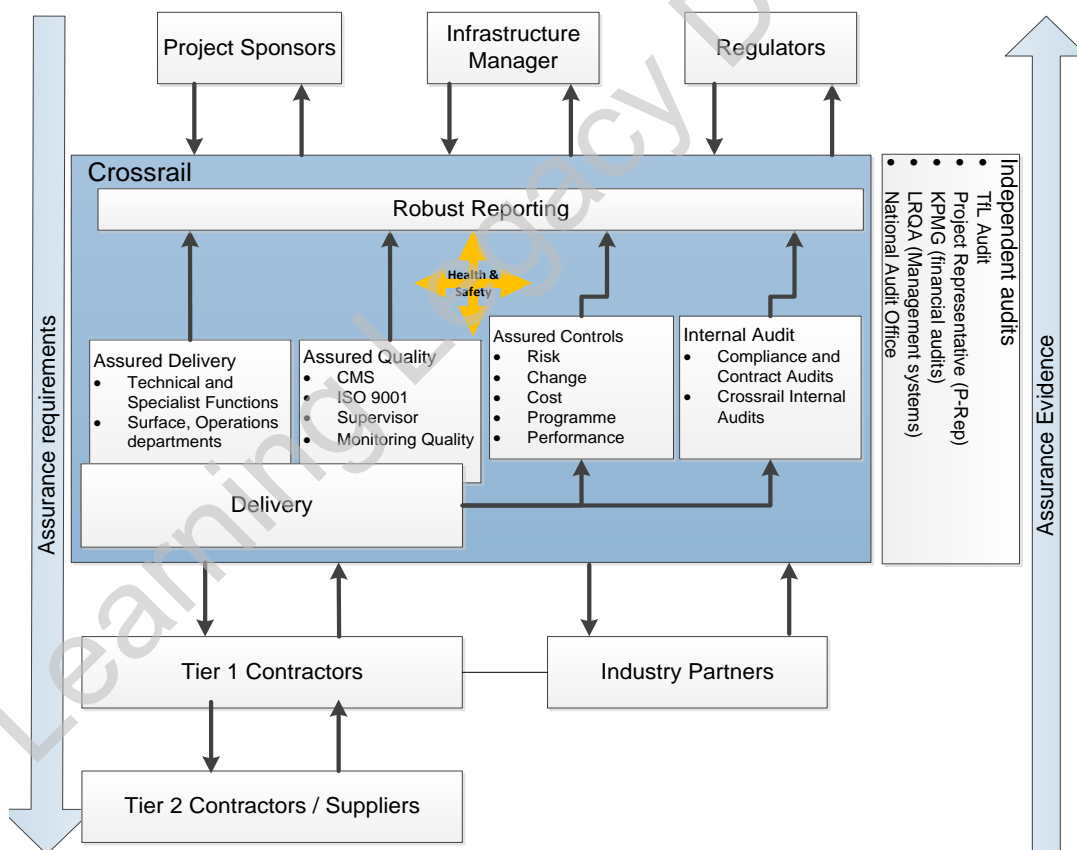 Project Sponsors
Infrastructure
Manager
Regulators
Crossrail
Robust Reporting
Health &
Safety
Assured Delivery
• Technical and
Specialist Functions
• Surface, Operations
departments
Assured Quality
• CMS
• ISO 9001
• Supervisor
• Monitoring Quality
Assured Controls
• Risk
• Change
• Cost
• Programme
• Performance
Internal Audit
• Compliance and
Contract Audits
• Crossrail Internal
Audits
Delivery
Tier 1 Contractors
Industry Partners
Tier 2 Contractors / Suppliers
Assurance requirements
Independent audits
• TfL Audit
• Project Representative (P-Rep)
• KPMG (financial audits)
• LRQA (Management systems)
• National Audit Office
Assurance Evidence
Learning Legacy D